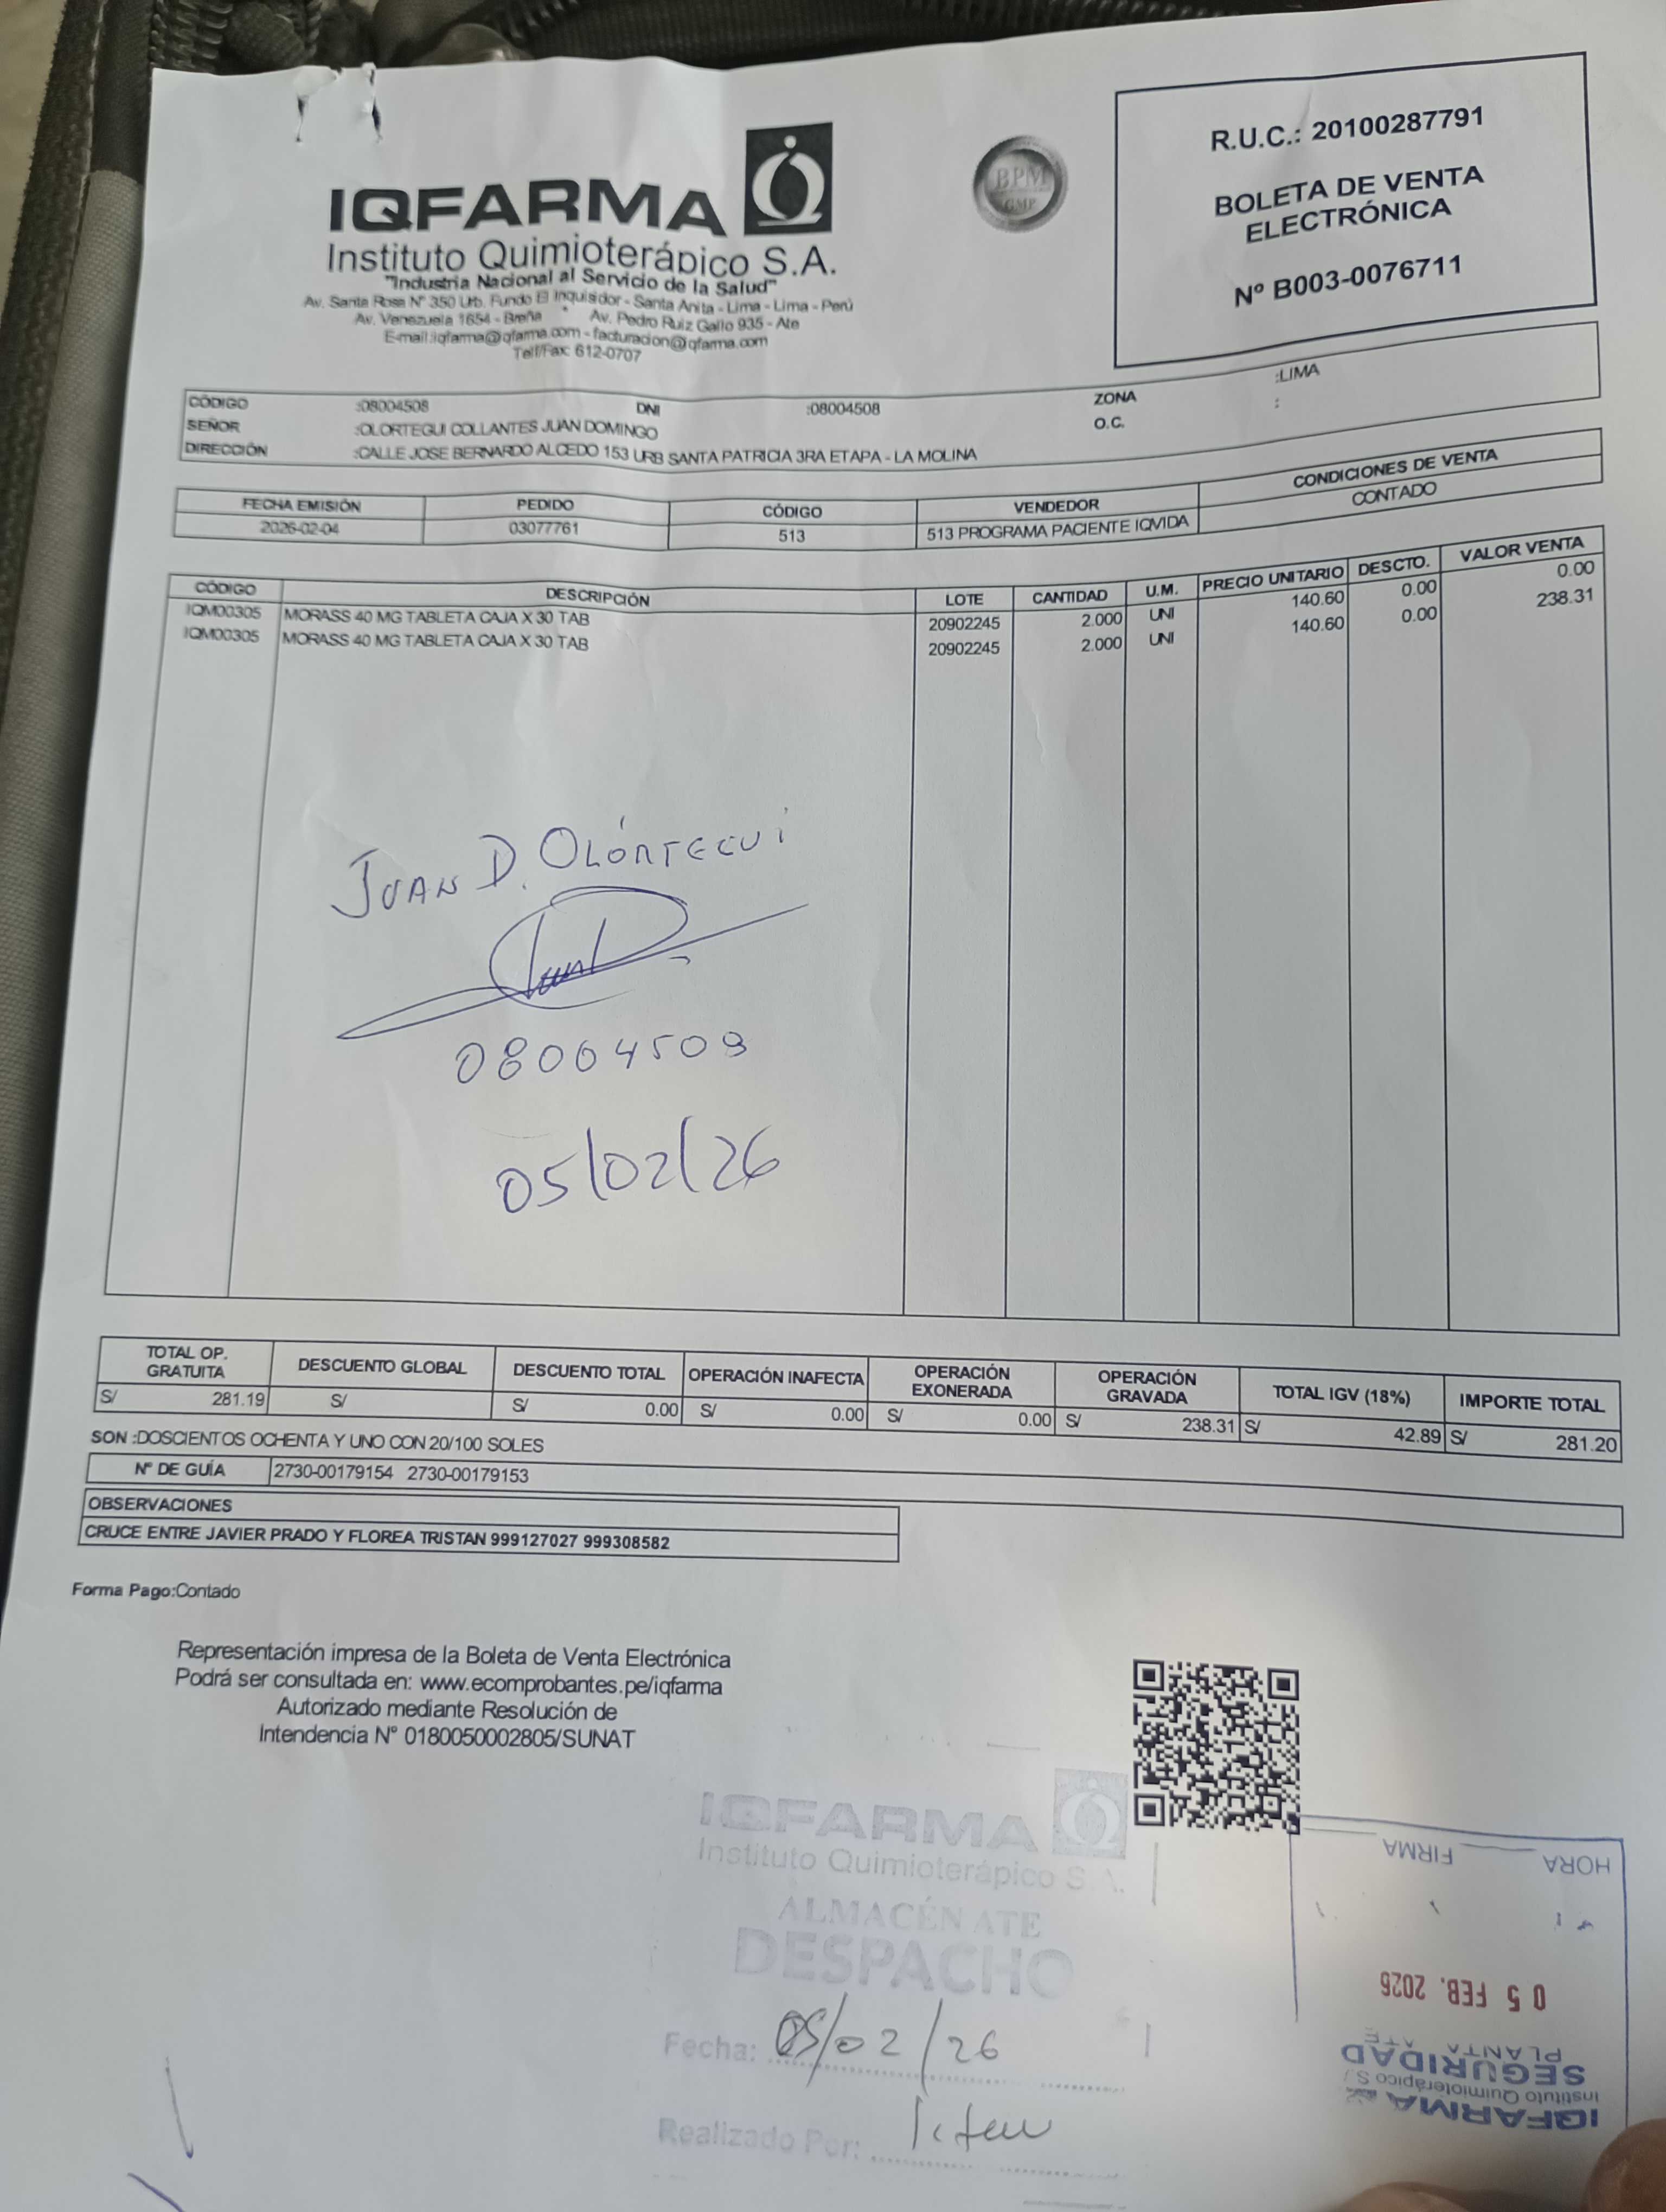 IQFARMA
Instituto Quimioterápico S.A.
"Industria Nacional al Servicio de la Salud"
Av. Santa Rosa N° 350 Urb. Fundo El Inquisidor - Santa Anita - Lima - Lima - Perú
Av. Venezuela 1654 - Breña * Av. Pedro Ruiz Gallo 935 - Ate
E-mail:iqfarma@iqfarma.com - facturacion@iqfarma.com
Telf/Fax: 612-0707
BPM
GMP
R.U.C.: 20100287791
BOLETA DE VENTA
ELECTRÓNICA
Nº B003-0076711
CÓDIGO :08004508 DNI :08004508 ZONA :LIMA
SEÑOR :OLORTEGUI COLLANTES JUAN DOMINGO O.C. :
DIRECCIÓN :CALLE JOSE BERNARDO ALCEDO 153 URB SANTA PATRICIA 3RA ETAPA - LA MOLINA
FECHA EMISIÓN PEDIDO CÓDIGO VENDEDOR CONDICIONES DE VENTA
2026-02-04 03077761 513 513 PROGRAMA PACIENTE IQVIDA CONTADO
CÓDIGO DESCRIPCIÓN LOTE CANTIDAD U.M. PRECIO UNITARIO DESCTO. VALOR VENTA
IQM00305 MORASS 40 MG TABLETA CAJA X 30 TAB 20902245 2.000 UNI 140.60 0.00 0.00
IQM00305 MORASS 40 MG TABLETA CAJA X 30 TAB 20902245 2.000 UNI 140.60 0.00 238.31
JUAN D. OLÓRTEGUI
08004508
05/02/26
TOTAL OP. GRATUITA DESCUENTO GLOBAL DESCUENTO TOTAL OPERACIÓN INAFECTA OPERACIÓN EXONERADA OPERACIÓN GRAVADA TOTAL IGV (18%) IMPORTE TOTAL
S/ 281.19 S/ S/ 0.00 S/ 0.00 S/ 0.00 S/ 238.31 S/ 42.89 S/ 281.20
SON :DOSCIENTOS OCHENTA Y UNO CON 20/100 SOLES
Nº DE GUÍA 2730-00179154 2730-00179153
OBSERVACIONES
CRUCE ENTRE JAVIER PRADO Y FLOREA TRISTAN 999127027 999308582
Forma Pago:Contado
Representación impresa de la Boleta de Venta Electrónica
Podrá ser consultada en: www.ecomprobantes.pe/iqfarma
Autorizado mediante Resolución de
Intendencia Nº 0180050002805/SUNAT
IQFARMA
Instituto Quimioterápico S.A.
ALMACÉN ATE
DESPACHO
Fecha: 05/02/26
Realizado Por:
IQFARMA
Instituto Quimioterápico S.
SEGURIDAD
PLANTA ATE
05 FEB. 2026
HORA FIRMA